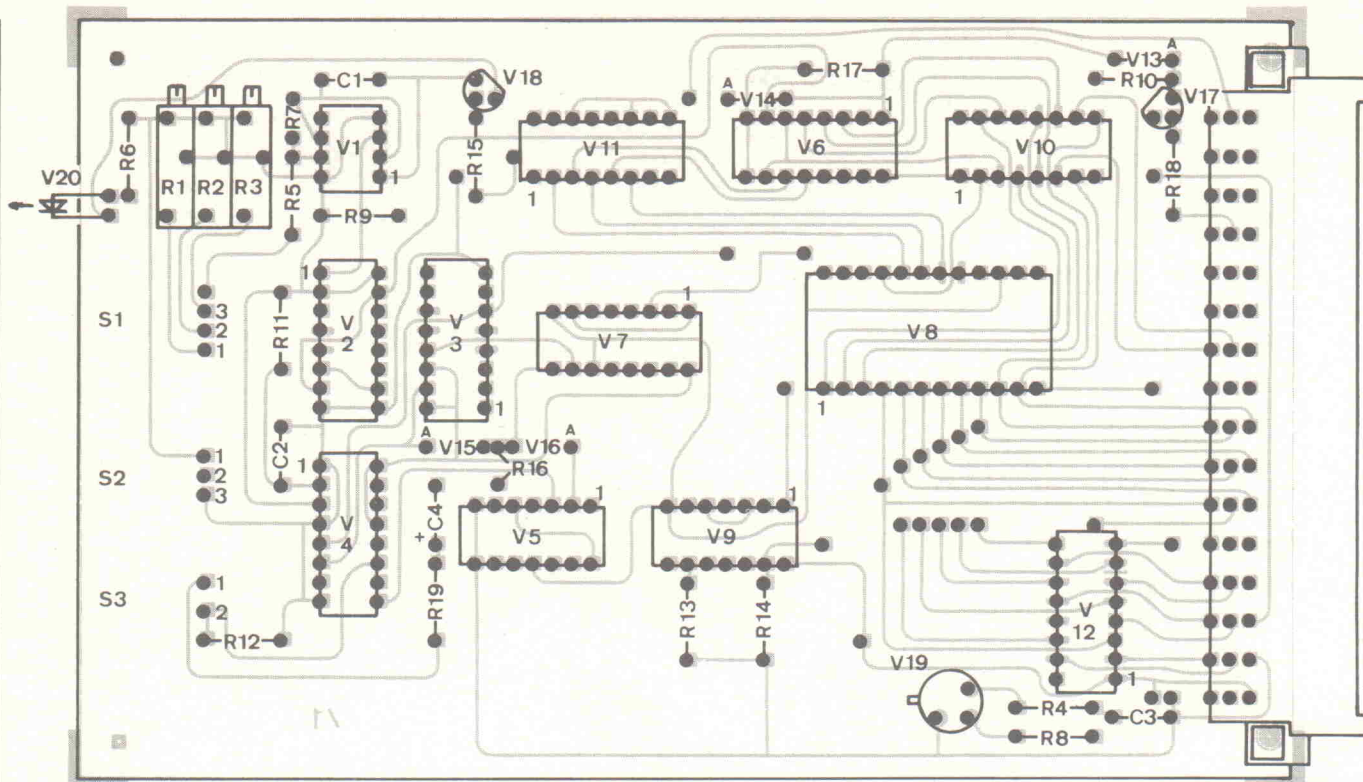 A
V13
R10
V17
R18
C1
V18
R17
A
V14
1
R7
R6
V1
1
R15
V11
1
V6
V10
1
V20
R1 R2 R3
R5
R9
1
1
S1
3
2
1
R11
V
2
V
3
1
V7
V8
1
A
V15
V16
A
R16
S2
1
2
3
C2
1
V
4
+
C4
V5
1
V9
1
S3
1
2
R12
R19
R13
R14
V
12
1
V19
R4
C3
R8